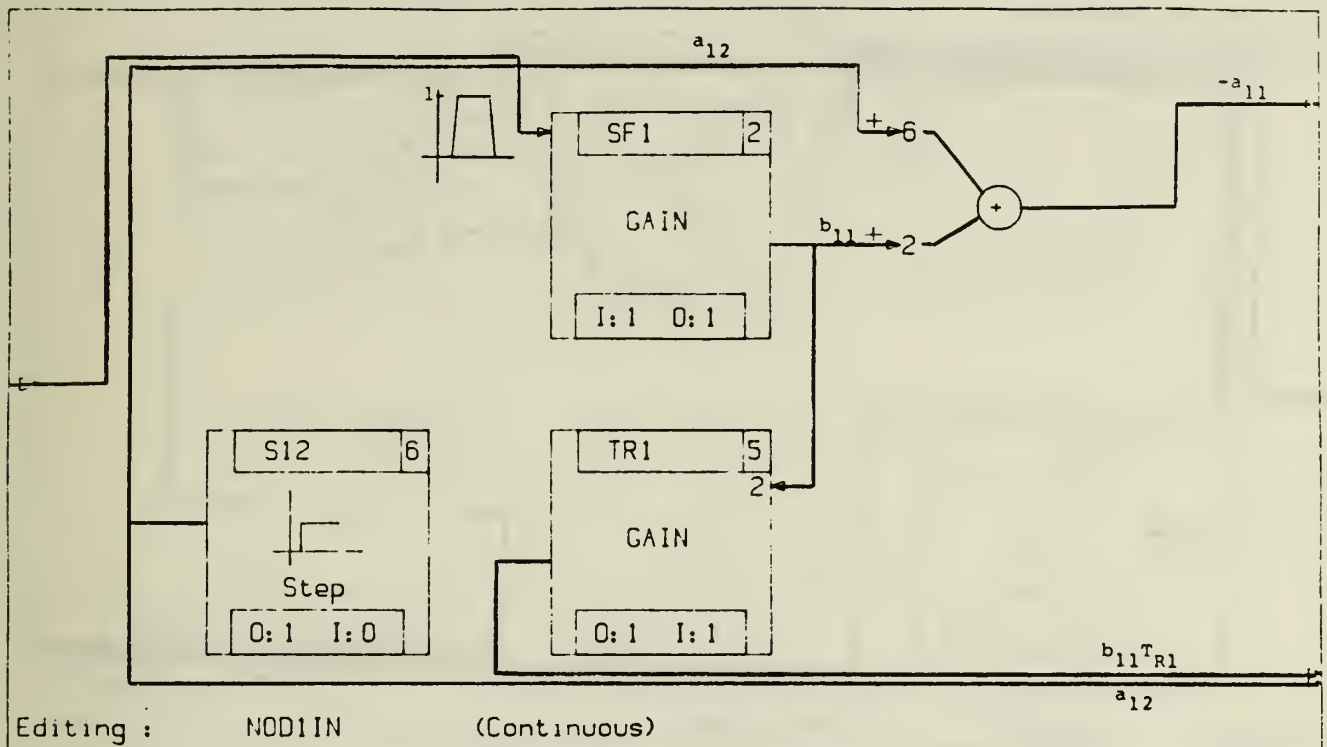 a12
-a11
1
SF1 2
+ 6
GAIN
+
b11 + 2
I:1 O:1
S12 6
TR1 5
2
GAIN
Step
O:1 I:0
O:1 I:1
b11TR1
a12
Editing : NOD1IN (Continuous)